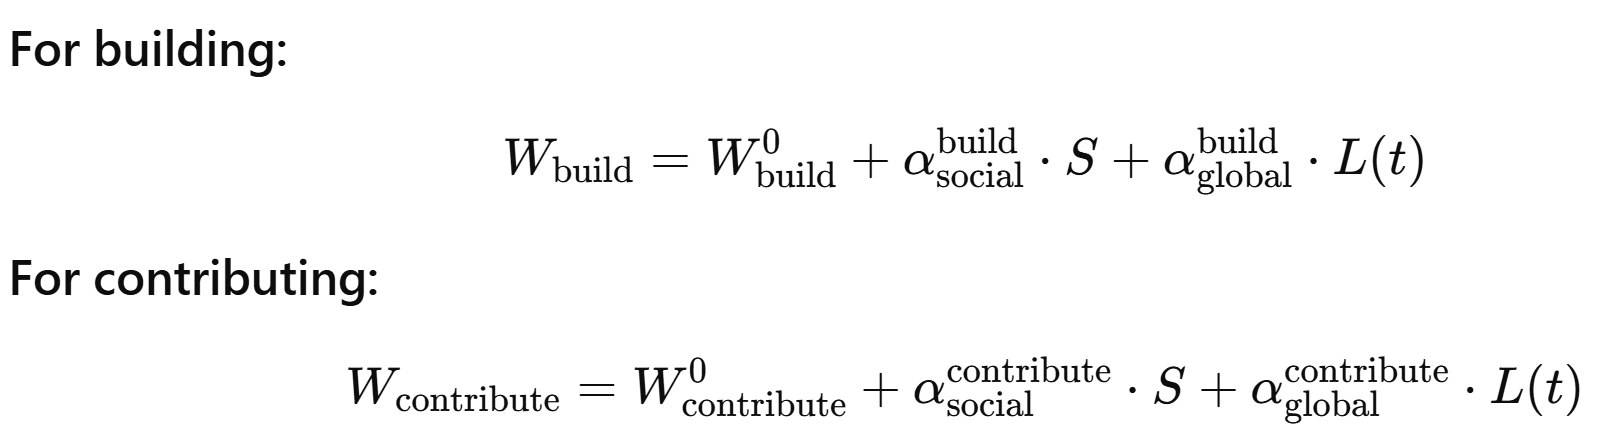 For building:
W_build = W^0_build + α^build_social · S + α^build_global · L(t)
For contributing:
W_contribute = W^0_contribute + α^contribute_social · S + α^contribute_global · L(t)